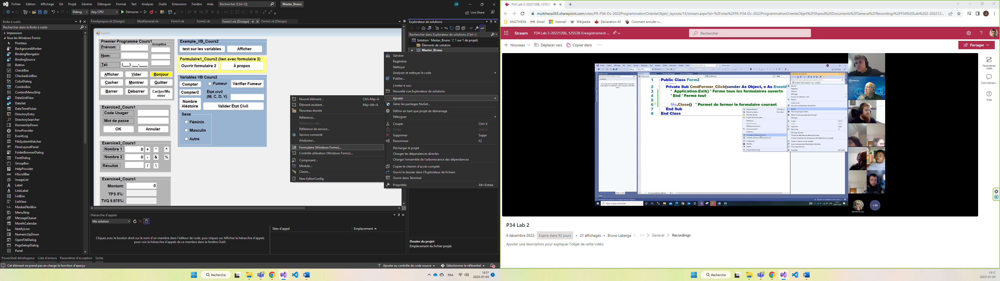 Fichier Edition Affichage Git Projet Générer Déboguer Format Test Analyser Outils Extensions Fenêtre Aide Rechercher (Ctrl+Q) Master_Bruno JA
Debug Any CPU Démarrer Live Share
Boîte à outils
Rechercher dans la Boîte à outils
Impression
Tous les Windows Forms
Pointeur
BackgroundWorker
BindingNavigator
BindingSource
Button
CheckBox
CheckedListBox
ColorDialog
ComboBox
ContextMenuStrip
DataGridView
DataSet
DateTimePicker
DirectoryEntry
DirectorySearcher
DomainUpDown
ErrorProvider
EventLog
FileSystemWatcher
FlowLayoutPanel
FolderBrowserDialog
FontDialog
GroupBox
HelpProvider
HScrollBar
ImageList
Label
LinkLabel
ListBox
ListView
MaskedTextBox
MenuStrip
MessageQueue
MonthCalendar
NotifyIcon
NumericUpDown
OpenFileDialog
PageSetupDialog
Panel
FrmApropos.vb [Design] ModGeneral.vb Form1.vb Form2.vb Form1.vb [Design] Form2.vb [Design]
Form1
Premier Programme Cours1
GroupBox
Prénom:
Nom:
Tél: (___) ___-____
Afficher Vider Bonjour
Cacher Montrer Quitter
Barrer Débarrer Cacher/Mo
ntrer
Exercice2_Cours1
Code Usager
Mot de passe
OK Annuler
Exercice3_Cours1
Nombre 1 0 + * ^
Nombre 2 0 - & %
Résultat / \
Exercice4_Cours1
Montant: 0
TPS 5%:
TVQ 9.975%:
Exemple_VB_Cours2
test sur les variables Afficher
Formulaire1_Cours2 (lien avec formulaire 2)
Ouvrir formulaire 2 À propos
Variables VB Cours2
Compter Fumeur Vérifier Fumeur
Compter2 État civil
(M, C, D, V)
Nombre
Aléatoire Valider État Civil
Sexe
Féminin
Masculin
Autre
Nouvel élément... Ctrl+Maj+A
Élément existant... Maj+Alt+A
Nouveau dossier
Référence...
Référence web...
Référence de service...
Service connecté
Analyseur...
Formulaire (Windows Forms)...
Contrôle utilisateur (Windows Forms)...
Composant...
Module...
Classe...
New EditorConfig
Explorateur de solutions
Rechercher dans Explorateur de solutions (Ctrl+;)
Solution ' Master_Bruno ' (' 1 sur 1 de projet)
Éléments de solution
Master_Bruno
Générer
Regénérer
Nettoyer
Analyser et nettoyer le code
Publier...
Limiter à ceci
Nouvelle vue Explorateur de solutions
Ajouter
Gérer les packages NuGet...
Définir en tant que projet de démarrage
Déboguer
Couper Ctrl+X
Coller Ctrl+V
Supprimer Suppr
Renommer F2
Décharger le projet
Charger les dépendances directes
Charger l'ensemble de l'arborescence des dépendances
Copier le chemin d'accès complet
Ouvrir le dossier dans l'Explorateur de fichiers
Ouvrir dans Terminal
Propriétés Alt+Entrée
Hiérarchie d'appels
Ma solution
Cliquez avec le bouton droit sur le nom d'un membre dans l'éditeur de code, puis cliquez sur Afficher la hiérarchie d'appels
pour voir la hiérarchie d'appels de ce membre dans la fenêtre Outil.
Sites d'appel Emplacement
Dossier du projet
Emplacement du fichier projet.
PowerShell développeur Liste d'erreurs Paramètres d'exception Sortie
Cet élément ne prend pas en charge la fonction d'aperçu Ajouter au contrôle de code source Sélectionner le référentiel 1
Recherche FRA 13:17
2023-01-04 1
P34 Lab 2-20221206_12552
multihexa365.sharepoint.com/sites/FR-P34-Dc-2022ProgrammationOrienteObjet/_layouts/15/stream.aspx?id=%2Fsites%2FFR-P34-Dc-2022ProgrammationOrienteObjet%2FShared%20Documents%2FGeneral%2FRecordings%2FP34%20Lab%202-202212... J
MULTIHEXA Gmail Hotmail Wikipedia Déclaration AE Comment annuler v...
Stream P34 Lab 2-20221206_125528-Enregistrement ... Rechercher
Nouveau Déplacer vers Copier dans ... Partager
Public Class Form2
Private Sub CmdFermer_Click(sender As Object, e As EventA
' Application.Exit() ' Ferme tous les formulaires ouverts
' End ' Ferme tout
Me.Close() ' Permet de fermer le formulaire courant
End Sub
End Class
1
2
3
4
5
6
7
8
Sylvette Harvey
+30
Paramètres
vidéo
Commentair...
Aide
P34 Lab 2
6 décembre 2022 Expire dans 92 jours • 21 affichages • Bruno Laberge • ... > General > Recordings
Ajouter une description pour expliquer l'objet de cette vidéo
Recherche 13:17
2023-01-04